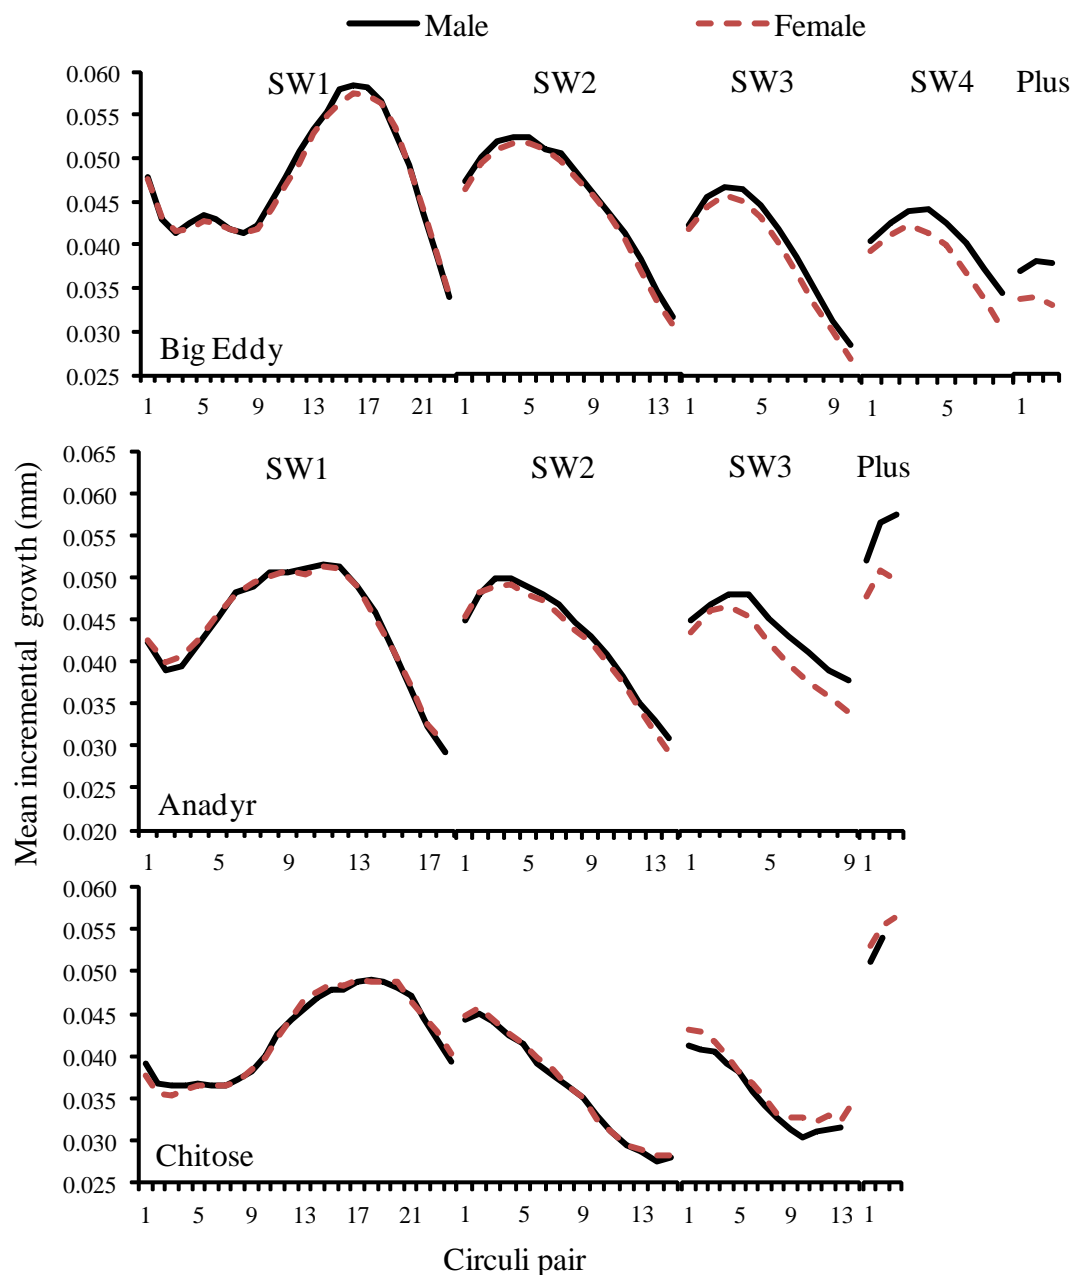 Male Female
SW1 SW2 SW3 SW4 Plus
0.060
0.055
0.050
0.045
0.040
0.035
0.030
0.025
Big Eddy
1 5 9 13 17 21 1 5 9 13 1 5 9 1 5 1
Mean incremental growth (mm)
SW1 SW2 SW3 Plus
0.065
0.060
0.055
0.050
0.045
0.040
0.035
0.030
0.025
0.020
Anadyr
1 5 9 13 17 1 5 9 13 1 5 9 1
0.060
0.055
0.050
0.045
0.040
0.035
0.030
0.025
Chitose
1 5 9 13 17 21 1 5 9 13 1 5 9 13 1
Circuli pair